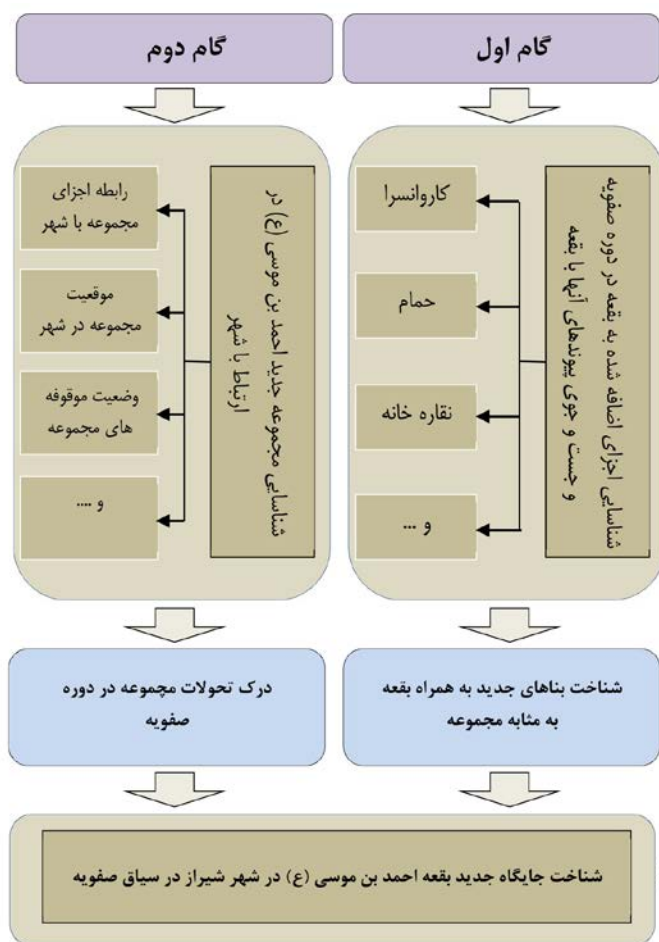 گام اول
گام دوم
شناسایی اجزای اضافه شده به بقعه در دوره صفویه
و جست و جوی پیوندهای آنها با بقعه
کاروانسرا
حمام
نقاره خانه
و ...
شناسایی مجموعه جدید احمد بن موسی (ع) در
ارتباط با شهر
رابطه اجزای
مجموعه با شهر
موقعیت
مجموعه در شهر
وضعیت موقوفه
های مجموعه
و ....
شناخت بناهای جدید به همراه بقعه
به مثابه مجموعه
درک تحولات مجموعه در دوره
صفویه
شناخت جایگاه جدید بقعه احمد بن موسی (ع) در شهر شیراز در سیاق صفویه